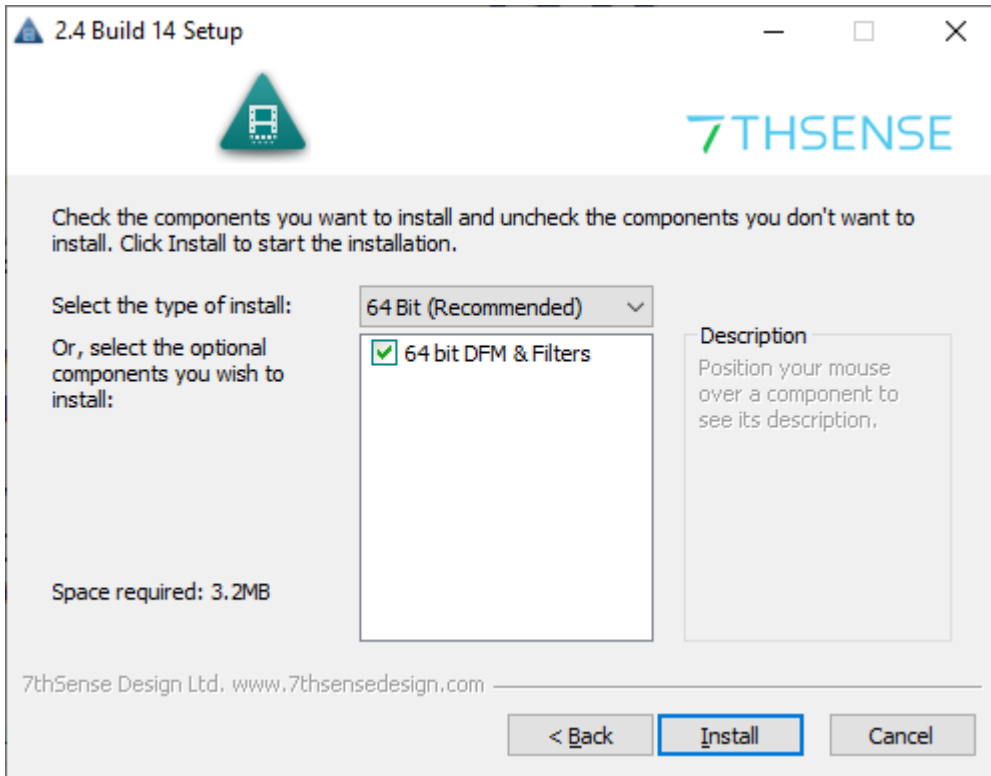 2.4 Build 14 Setup
7THSENSE
Check the components you want to install and uncheck the components you don't want to
install. Click Install to start the installation.
Select the type of install:
64 Bit (Recommended)
Or, select the optional
components you wish to
install:
64 bit DFM & Filters
Description
Position your mouse
over a component to
see its description.
Space required: 3.2MB
7thSense Design Ltd. www.7thsensedesign.com
< Back
Install
Cancel